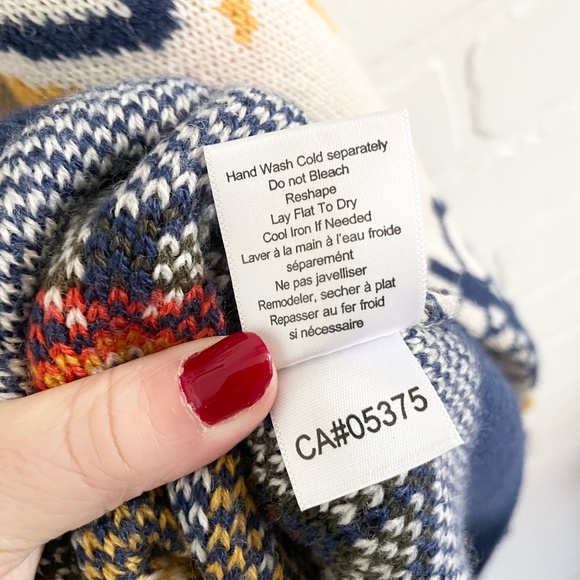 Hand Wash Cold separately
Do not Bleach
Reshape
Lay Flat To Dry
Cool Iron If Needed
Laver à la main à l'eau froide
séparemént
Ne pas javelliser
Remodeler, secher à plat
Repasser au fer froid
si nécessaire
CA#05375